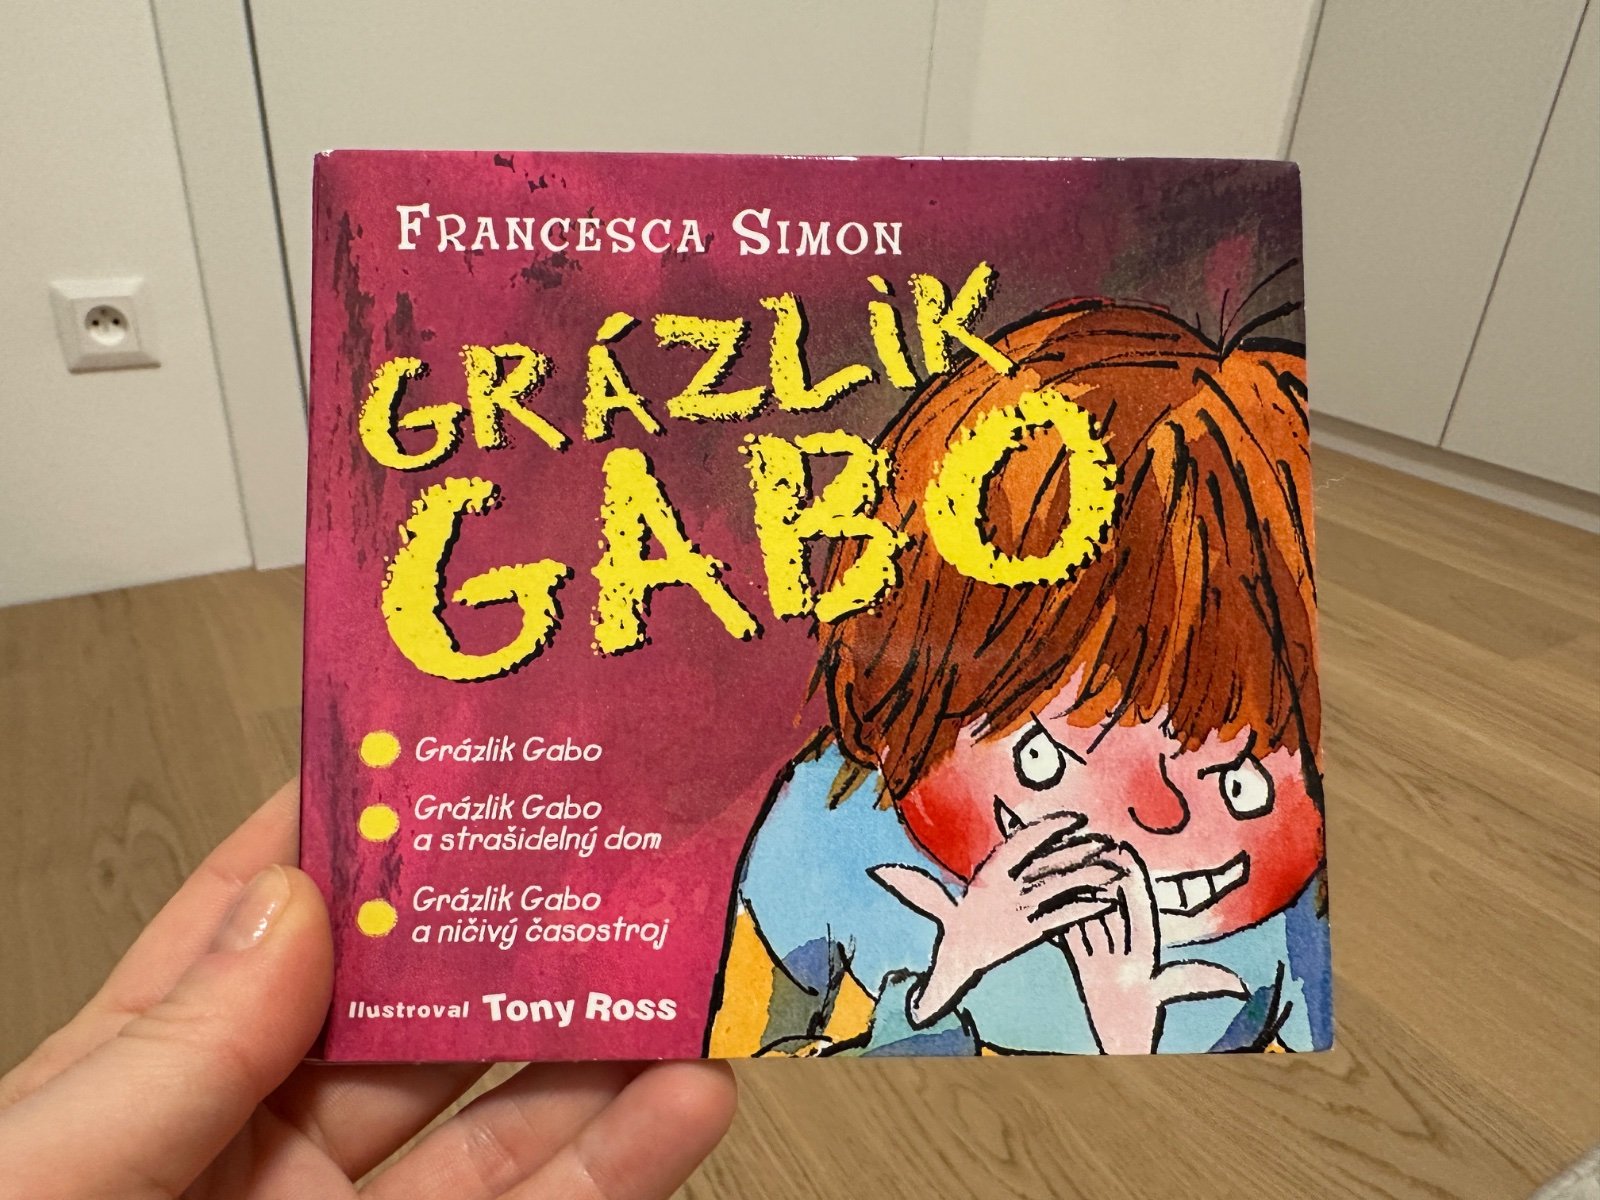 FRANCESCA SIMON
GRÁZLIK
GABO
Grázlik Gabo
Grázlik Gabo
a strašidelný dom
Grázlik Gabo
a ničivý časostroj
Ilustroval Tony Ross